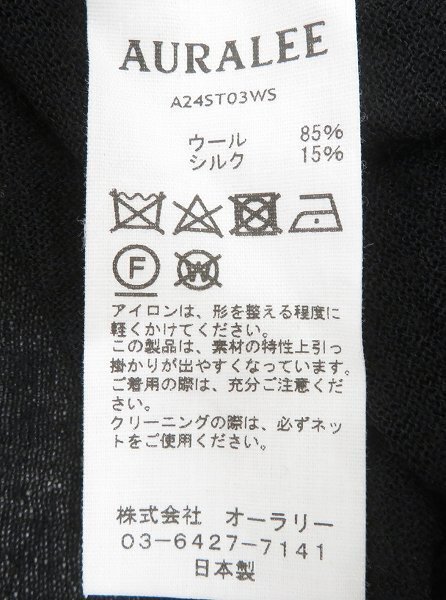 AURALEE
A24ST03WS
ウール 85%
シルク 15%
F W
アイロンは、形を整える程度に
軽くかけてください。
この製品は、素材の特性上引っ
掛かりが出やすくなっています。
ご着用の際は、充分ご注意くだ
さい。
クリーニングの際は、必ずネッ
トをご使用ください。
株式会社 オーラリー
03-6427-7141
日本製